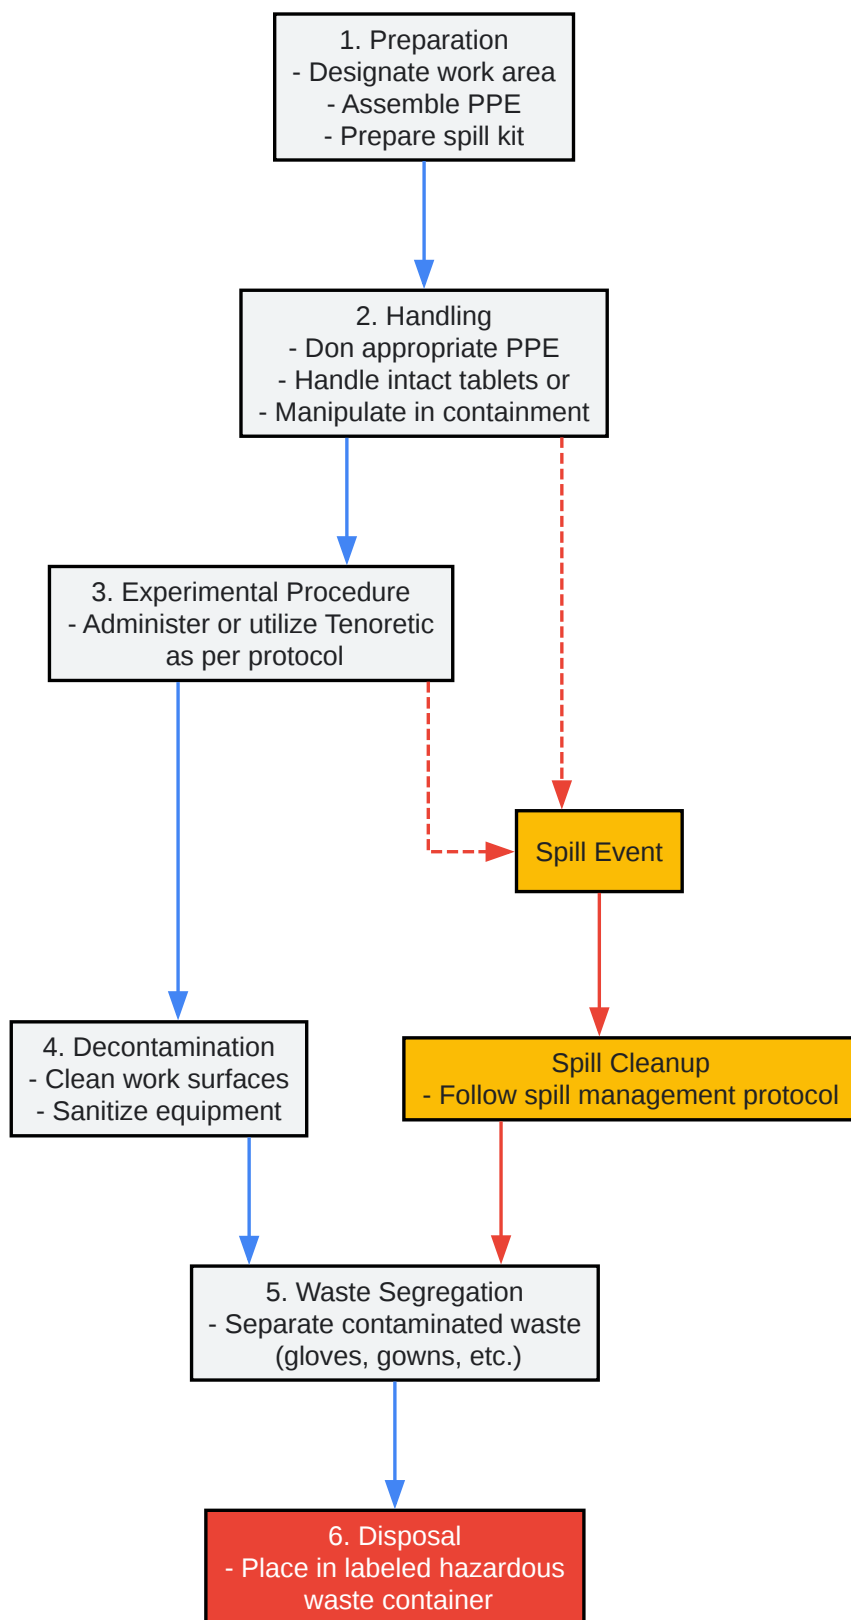 1. Preparation
- Designate work area
- Assemble PPE
- Prepare spill kit
2. Handling
- Don appropriate PPE
- Handle intact tablets or
- Manipulate in containment
3. Experimental Procedure
- Administer or utilize Tenoretic
as per protocol
Spill Event
4. Decontamination
- Clean work surfaces
- Sanitize equipment
Spill Cleanup
- Follow spill management protocol
5. Waste Segregation
- Separate contaminated waste
(gloves, gowns, etc.)
6. Disposal
- Place in labeled hazardous
waste container